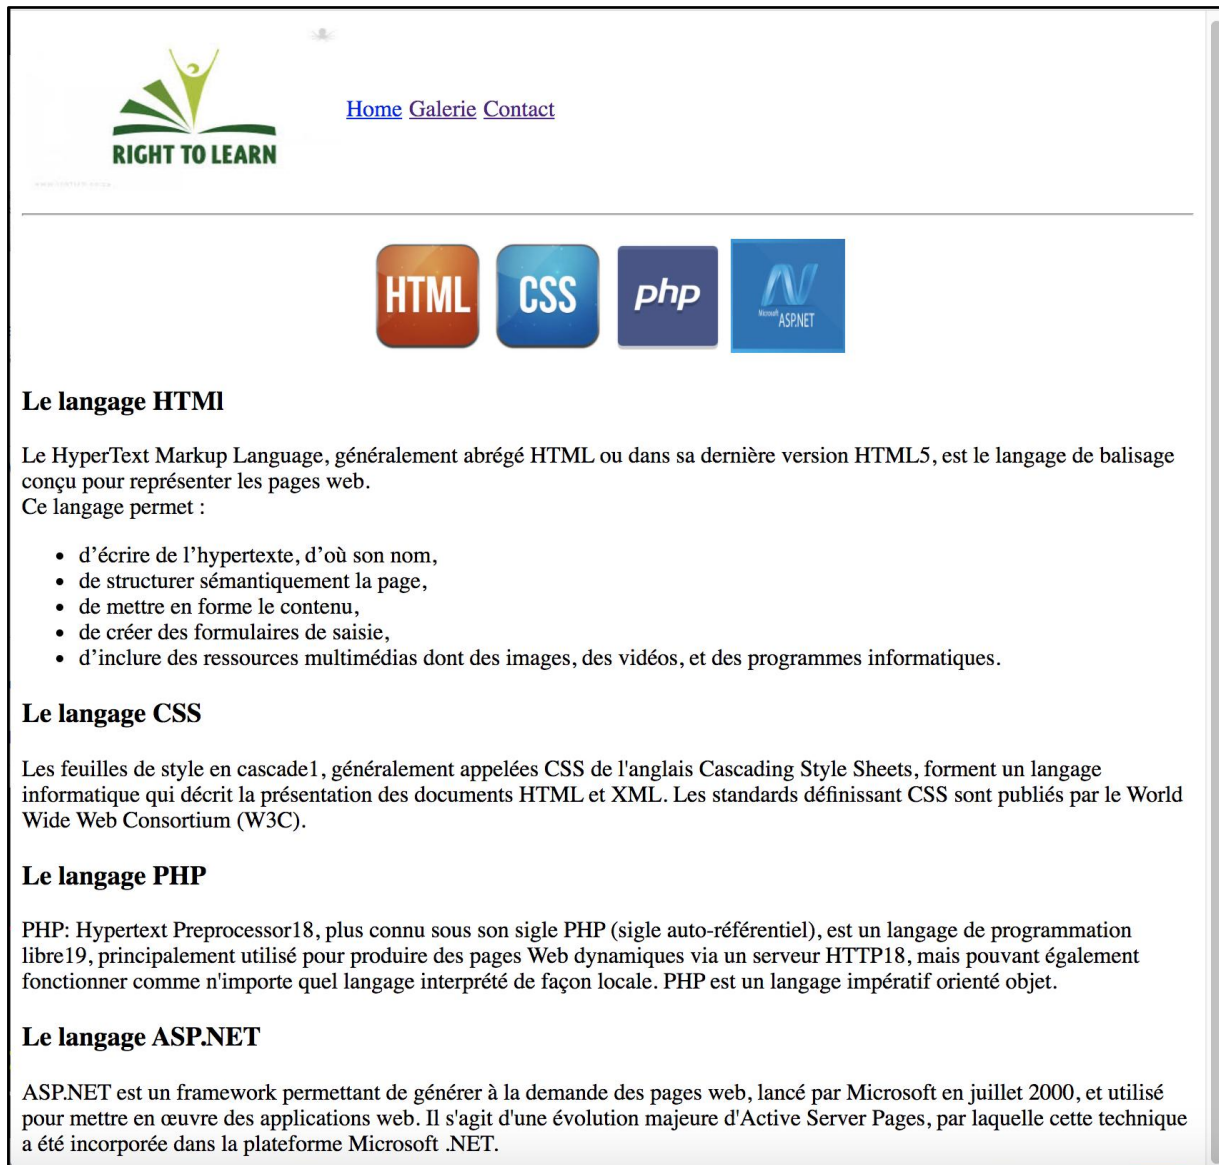 RIGHT TO LEARN
Home Galerie Contact
HTML CSS php Microsoft ASP.NET
Le langage HTMl
Le HyperText Markup Language, généralement abrégé HTML ou dans sa dernière version HTML5, est le langage de balisage
conçu pour représenter les pages web.
Ce langage permet :
• d’écrire de l’hypertexte, d’où son nom,
• de structurer sémantiquement la page,
• de mettre en forme le contenu,
• de créer des formulaires de saisie,
• d’inclure des ressources multimédias dont des images, des vidéos, et des programmes informatiques.
Le langage CSS
Les feuilles de style en cascade1, généralement appelées CSS de l'anglais Cascading Style Sheets, forment un langage
informatique qui décrit la présentation des documents HTML et XML. Les standards définissant CSS sont publiés par le World
Wide Web Consortium (W3C).
Le langage PHP
PHP: Hypertext Preprocessor18, plus connu sous son sigle PHP (sigle auto-référentiel), est un langage de programmation
libre19, principalement utilisé pour produire des pages Web dynamiques via un serveur HTTP18, mais pouvant également
fonctionner comme n'importe quel langage interprété de façon locale. PHP est un langage impératif orienté objet.
Le langage ASP.NET
ASP.NET est un framework permettant de générer à la demande des pages web, lancé par Microsoft en juillet 2000, et utilisé
pour mettre en œuvre des applications web. Il s'agit d'une évolution majeure d'Active Server Pages, par laquelle cette technique
a été incorporée dans la plateforme Microsoft .NET.